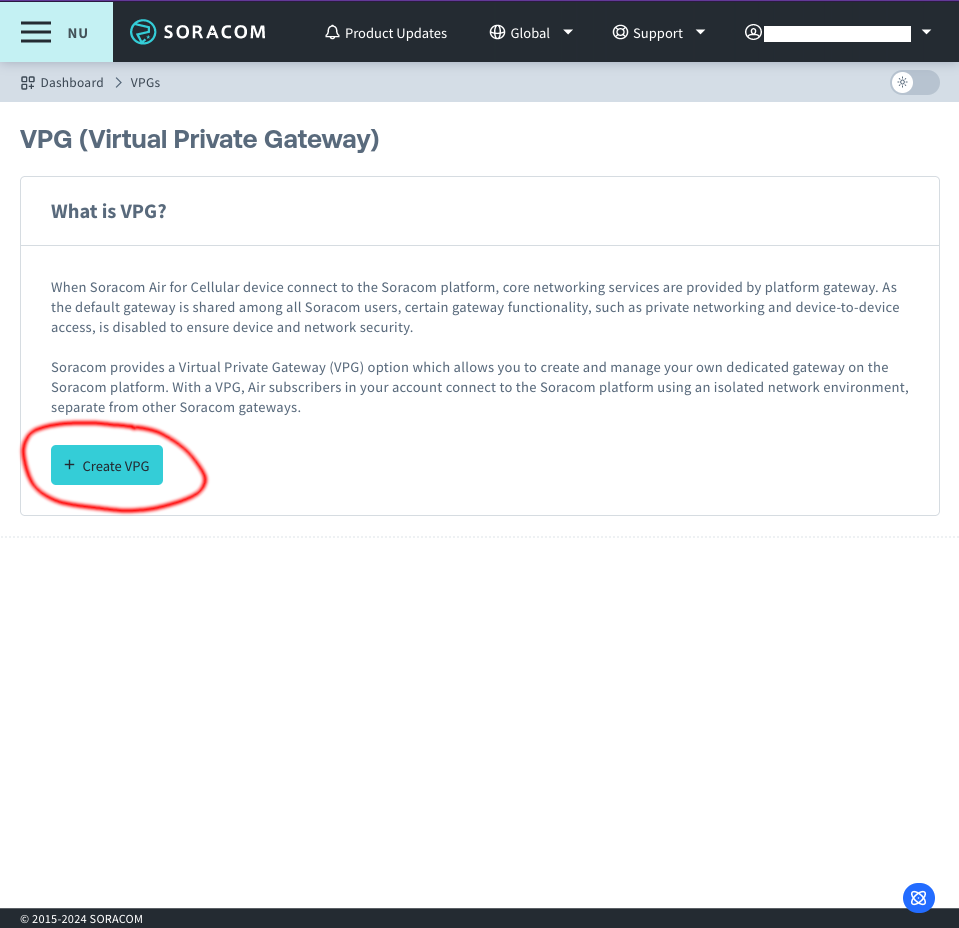 NU
SORACOM
Product Updates
Global
Support
Dashboard > VPGs
VPG (Virtual Private Gateway)
What is VPG?
When Soracom Air for Cellular device connect to the Soracom platform, core networking services are provided by platform gateway. As
the default gateway is shared among all Soracom users, certain gateway functionality, such as private networking and device-to-device
access, is disabled to ensure device and network security.
Soracom provides a Virtual Private Gateway (VPG) option which allows you to create and manage your own dedicated gateway on the
Soracom platform. With a VPG, Air subscribers in your account connect to the Soracom platform using an isolated network environment,
separate from other Soracom gateways.
+ Create VPG
© 2015-2024 SORACOM